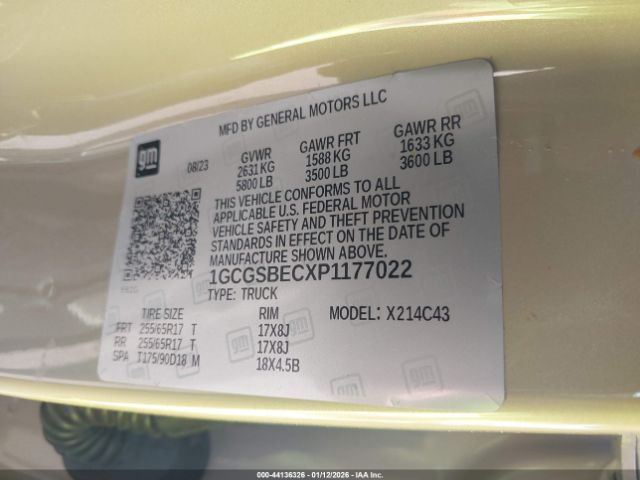 MFD BY GENERAL MOTORS LLC
gm
08/23
GVWR
2631 KG
5800 LB
GAWR FRT
1588 KG
3500 LB
GAWR RR
1633 KG
3600 LB
THIS VEHICLE CONFORMS TO ALL
APPLICABLE U.S. FEDERAL MOTOR
VEHICLE SAFETY AND THEFT PREVENTION
STANDARDS IN EFFECT ON THE DATE OF
MANUFACTURE SHOWN ABOVE.
1GCGSBECXP1177022
TYPE: TRUCK
TIRE SIZE RIM MODEL: X214C43
FRT 255/65R17 T 17X8J
RR 255/65R17 T 17X8J
SPA T175/90D18 M 18X4.5B
000-44136326 - 01/12/2026 - IAA Inc.